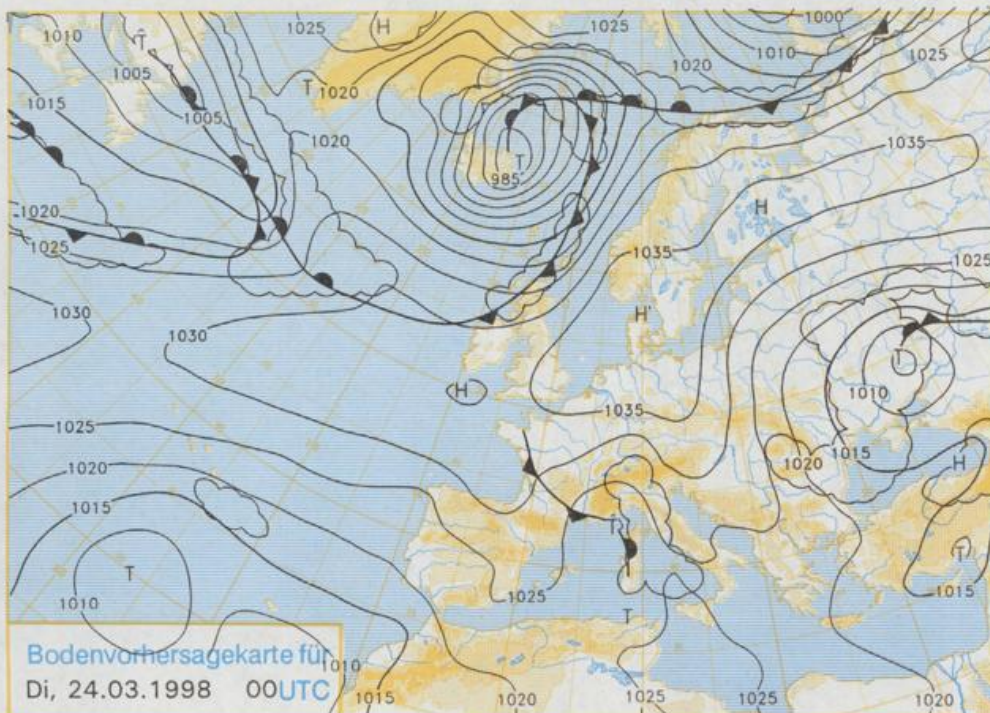 1025 H 1025 1000
1010 T 1010 1025
1005 1020
T 1020
1015 1005
1020 1035
T
985
H
1020
1025 1035 1025
1030 H
1030 T
H 1010
1035
1025 1015
1020 1020 H
1015 T
T T
1010 1025 1015
T
Bodenvorhersagekarte für
1010
Di, 24.03.1998 00UTC
1015 1020 1025 1025 1020